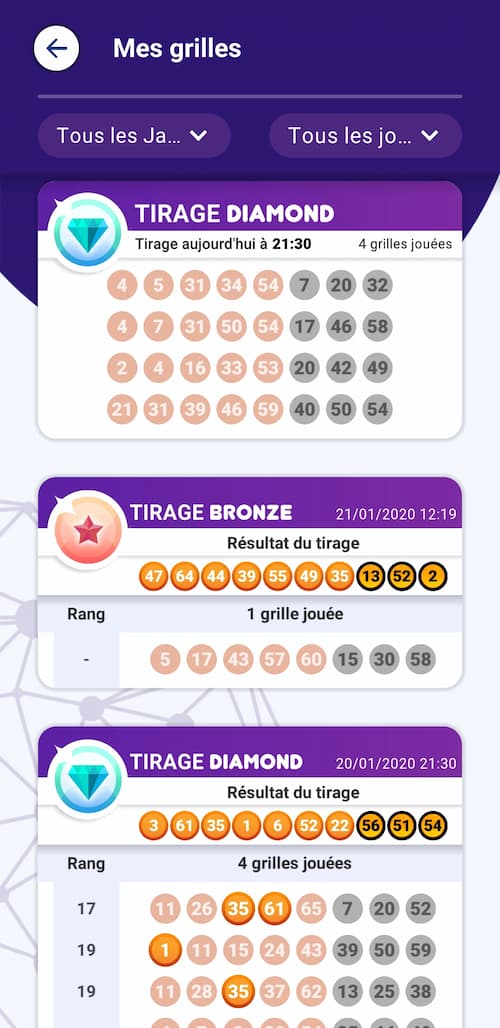 Mes grilles
Tous les Ja... Tous les jo...
TIRAGE DIAMOND
Tirage aujourd'hui à 21:30 4 grilles jouées
4 5 31 34 54 7 20 32
4 7 31 50 54 17 46 58
2 4 16 33 53 20 42 49
21 31 39 46 59 40 50 54
TIRAGE BRONZE 21/01/2020 12:19
Résultat du tirage
47 64 44 39 55 49 35 13 52 2
Rang 1 grille jouée
- 5 17 43 57 60 15 30 58
TIRAGE DIAMOND 20/01/2020 21:30
Résultat du tirage
3 61 35 1 6 52 22 56 51 54
Rang 4 grilles jouées
17 11 26 35 61 65 7 20 52
19 1 11 15 24 43 39 50 59
19 11 28 35 37 62 13 25 38